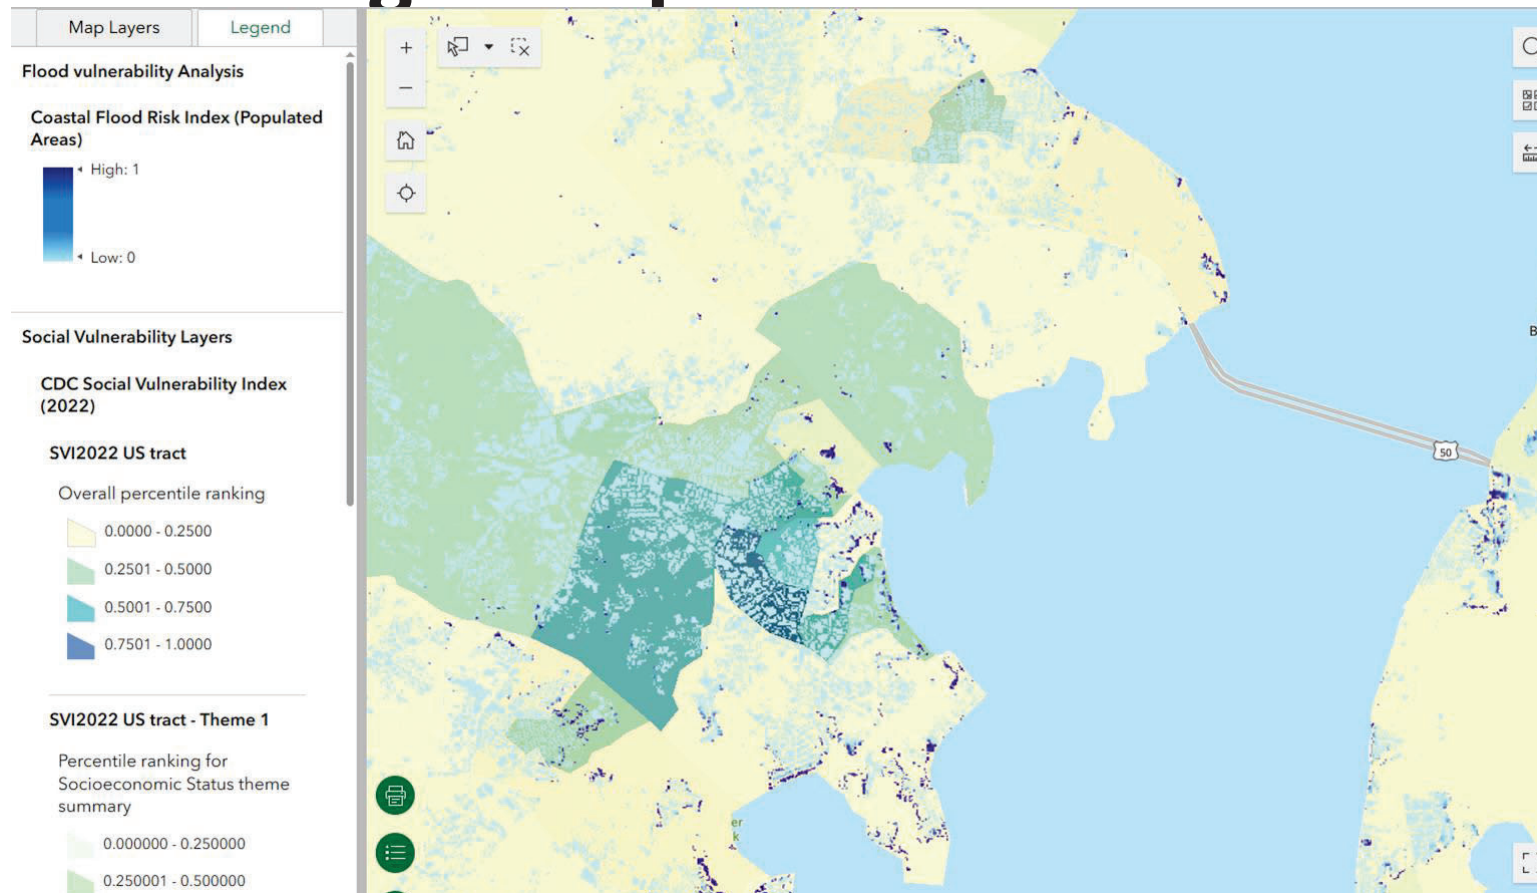 Map Layers
Legend
Flood vulnerability Analysis
Coastal Flood Risk Index (Populated
Areas)
High: 1
Low: 0
Social Vulnerability Layers
CDC Social Vulnerability Index
(2022)
SVI2022 US tract
Overall percentile ranking
0.0000 - 0.2500
0.2501 - 0.5000
0.5001 - 0.7500
0.7501 - 1.0000
SVI2022 US tract - Theme 1
Percentile ranking for
Socioeconomic Status theme
summary
0.000000 - 0.250000
0.250001 - 0.500000
50
B
er
k